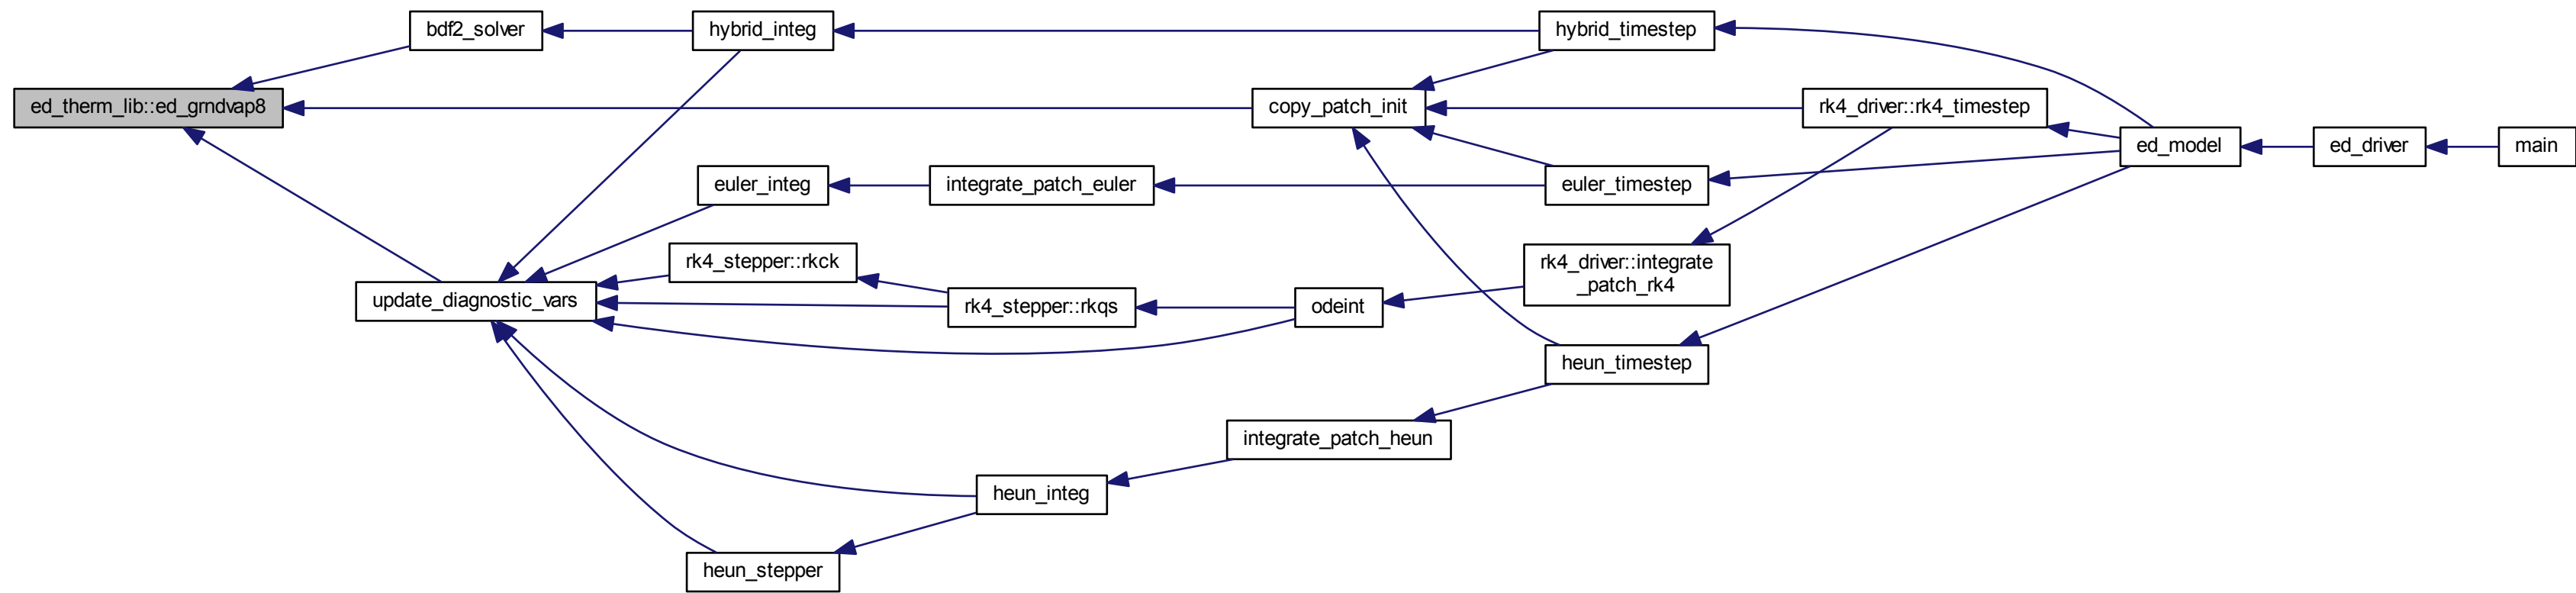 bdf2_solver
hybrid_integ
hybrid_timestep
ed_therm_lib::ed_grndvap8
copy_patch_init
rk4_driver::rk4_timestep
ed_model
ed_driver
main
euler_integ
integrate_patch_euler
euler_timestep
rk4_stepper::rkck
rk4_driver::integrate
_patch_rk4
update_diagnostic_vars
rk4_stepper::rkqs
odeint
heun_timestep
integrate_patch_heun
heun_integ
heun_stepper